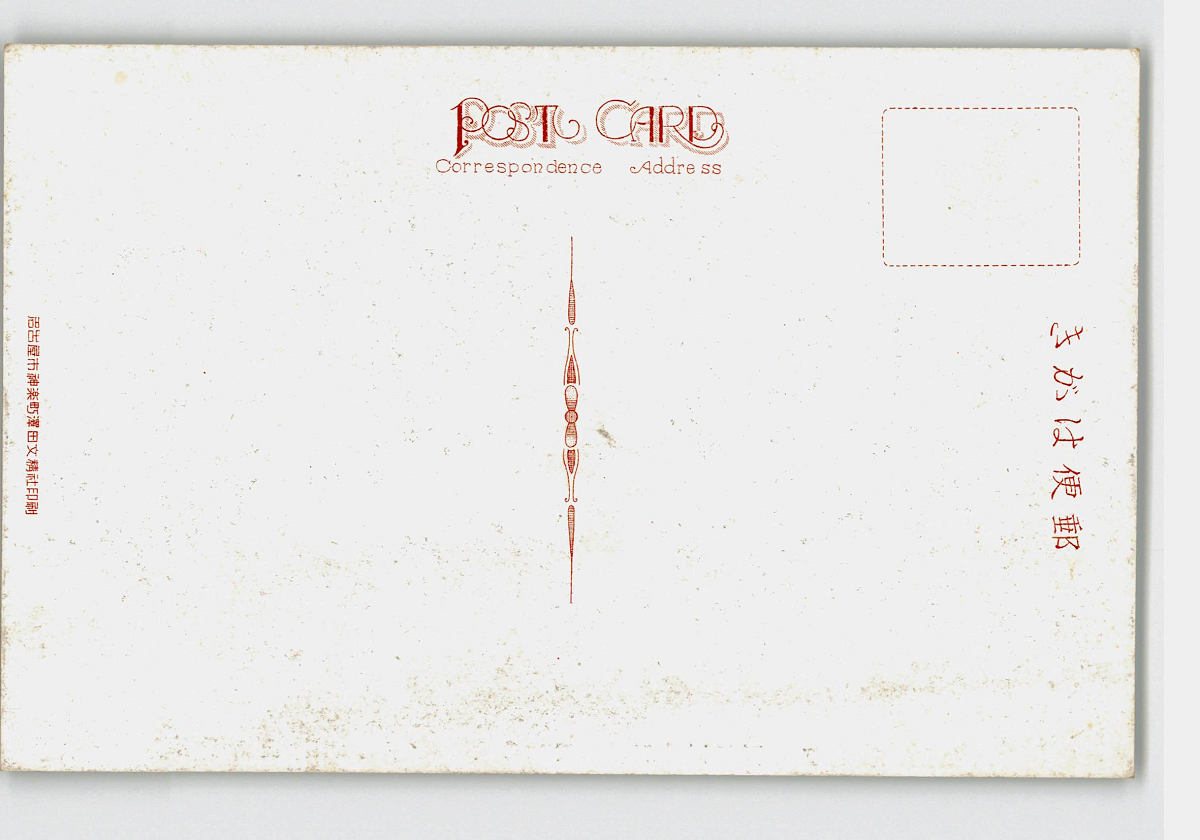 POST CARD
Correspondence Address
きがは便郵
名古屋市神楽町澤田文精社印刷